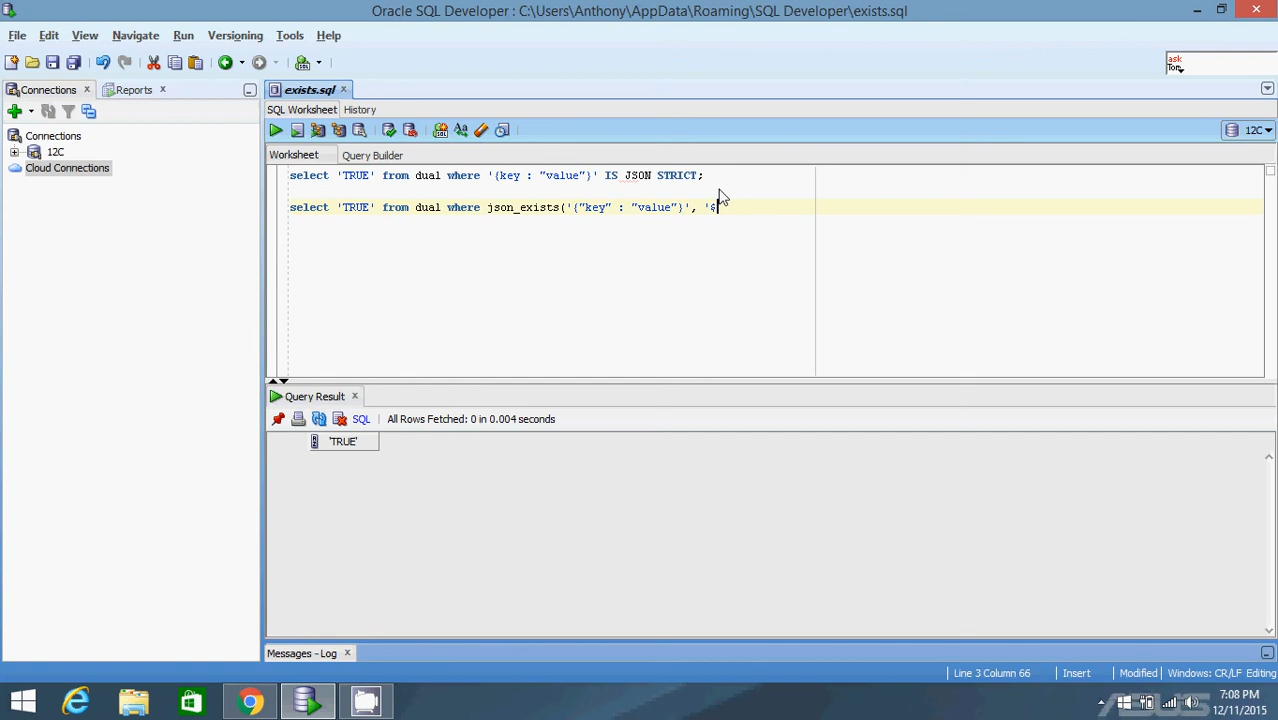 Oracle SQL Developer : C:\Users\Anthony\AppData\Roaming\SQL Developer\exists.sql
File Edit View Navigate Run Versioning Tools Help
ask
Tom
Connections
Reports
exists.sql
SQL Worksheet History
12C
Connections
12C
Cloud Connections
Worksheet Query Builder
select 'TRUE' from dual where '{key : "value"}' IS JSON STRICT;
select 'TRUE' from dual where json_exists('{"key" : "value"}', '$
Query Result
SQL All Rows Fetched: 0 in 0.004 seconds
'TRUE'
Messages - Log
Line 3 Column 66 Insert Modified Windows: CR/LF Editing
ASUS
7:08 PM
12/11/2015